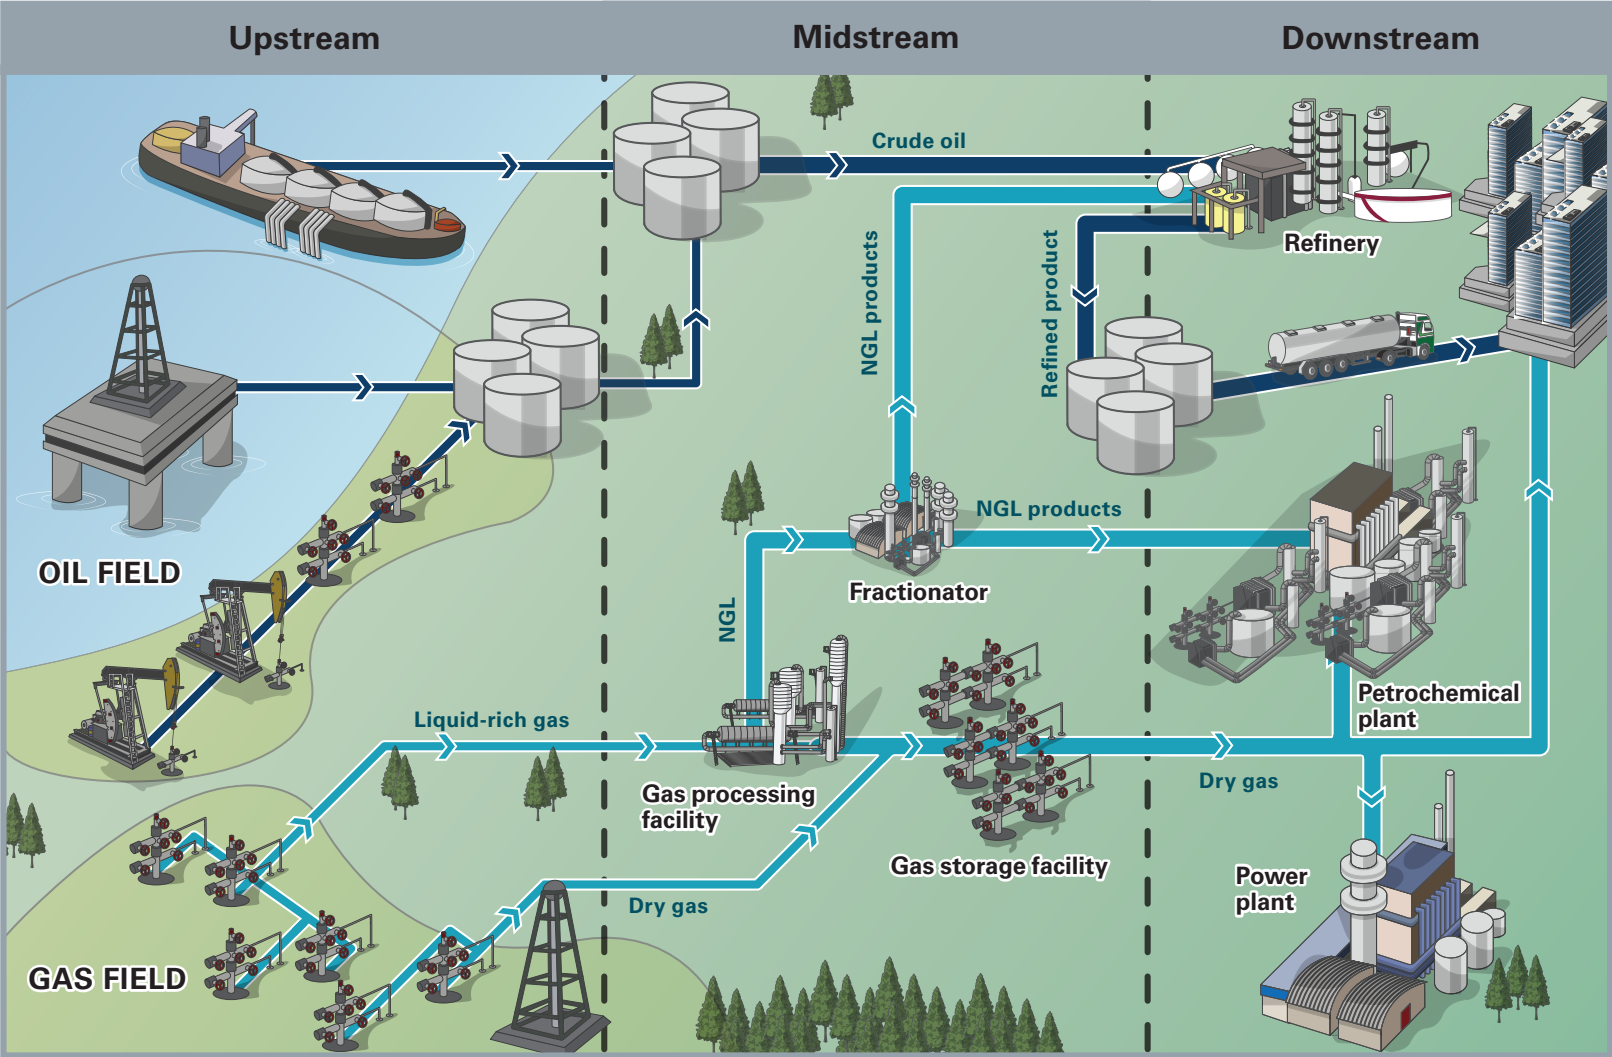 Upstream
Midstream
Downstream
Crude oil
NGL products
Refined product
Refinery
OIL FIELD
NGL products
Fractionator
NGL
Liquid-rich gas
Petrochemical
plant
Gas processing
facility
Dry gas
Gas storage facility
Dry gas
Power
plant
GAS FIELD